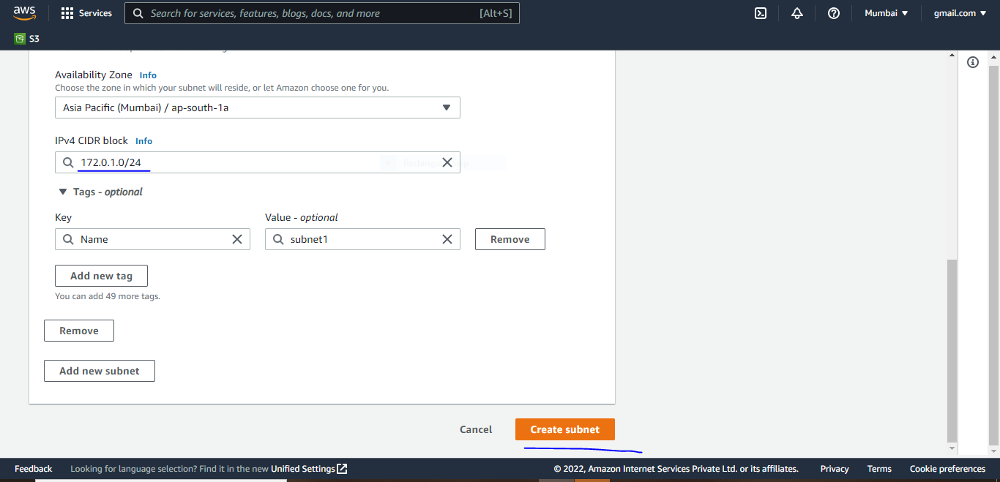 aws Services Search for services, features, blogs, docs, and more [Alt+S] Mumbai gmail.com
S3
Availability Zone Info
Choose the zone in which your subnet will reside, or let Amazon choose one for you.
Asia Pacific (Mumbai) / ap-south-1a
IPv4 CIDR block Info
172.0.1.0/24
Tags - optional
Key Value - optional
Name subnet1 Remove
Add new tag
You can add 49 more tags.
Remove
Add new subnet
Cancel Create subnet
Feedback Looking for language selection? Find it in the new Unified Settings © 2022, Amazon Internet Services Private Ltd. or its affiliates. Privacy Terms Cookie preferences